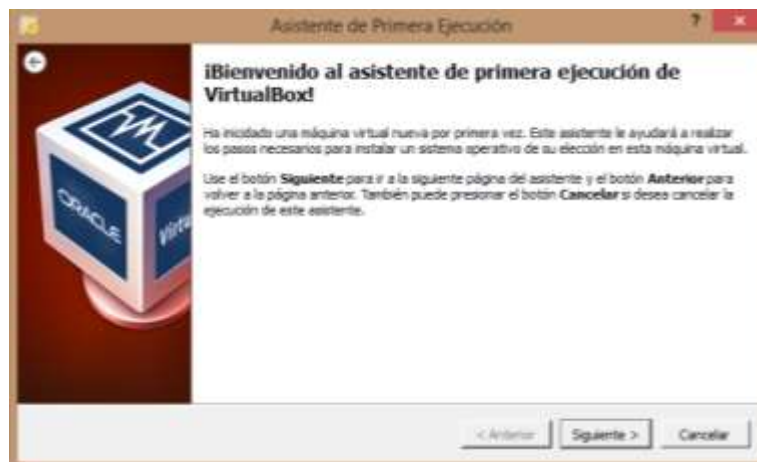 Asistente de Primera Ejecución
?
¡Bienvenido al asistente de primera ejecución de
VirtualBox!
Ha iniciado una máquina virtual nueva por primera vez. Este asistente le ayudará a realizar
los pasos necesarios para instalar un sistema operativo de su elección en esta máquina virtual.
Use el botón Siguiente para ir a la siguiente página del asistente y el botón Anterior para
volver a la página anterior. También puede presionar el botón Cancelar si desea cancelar la
ejecución de este asistente.
ORACLE
Virtu
< Anterior
Siguiente >
Cancelar